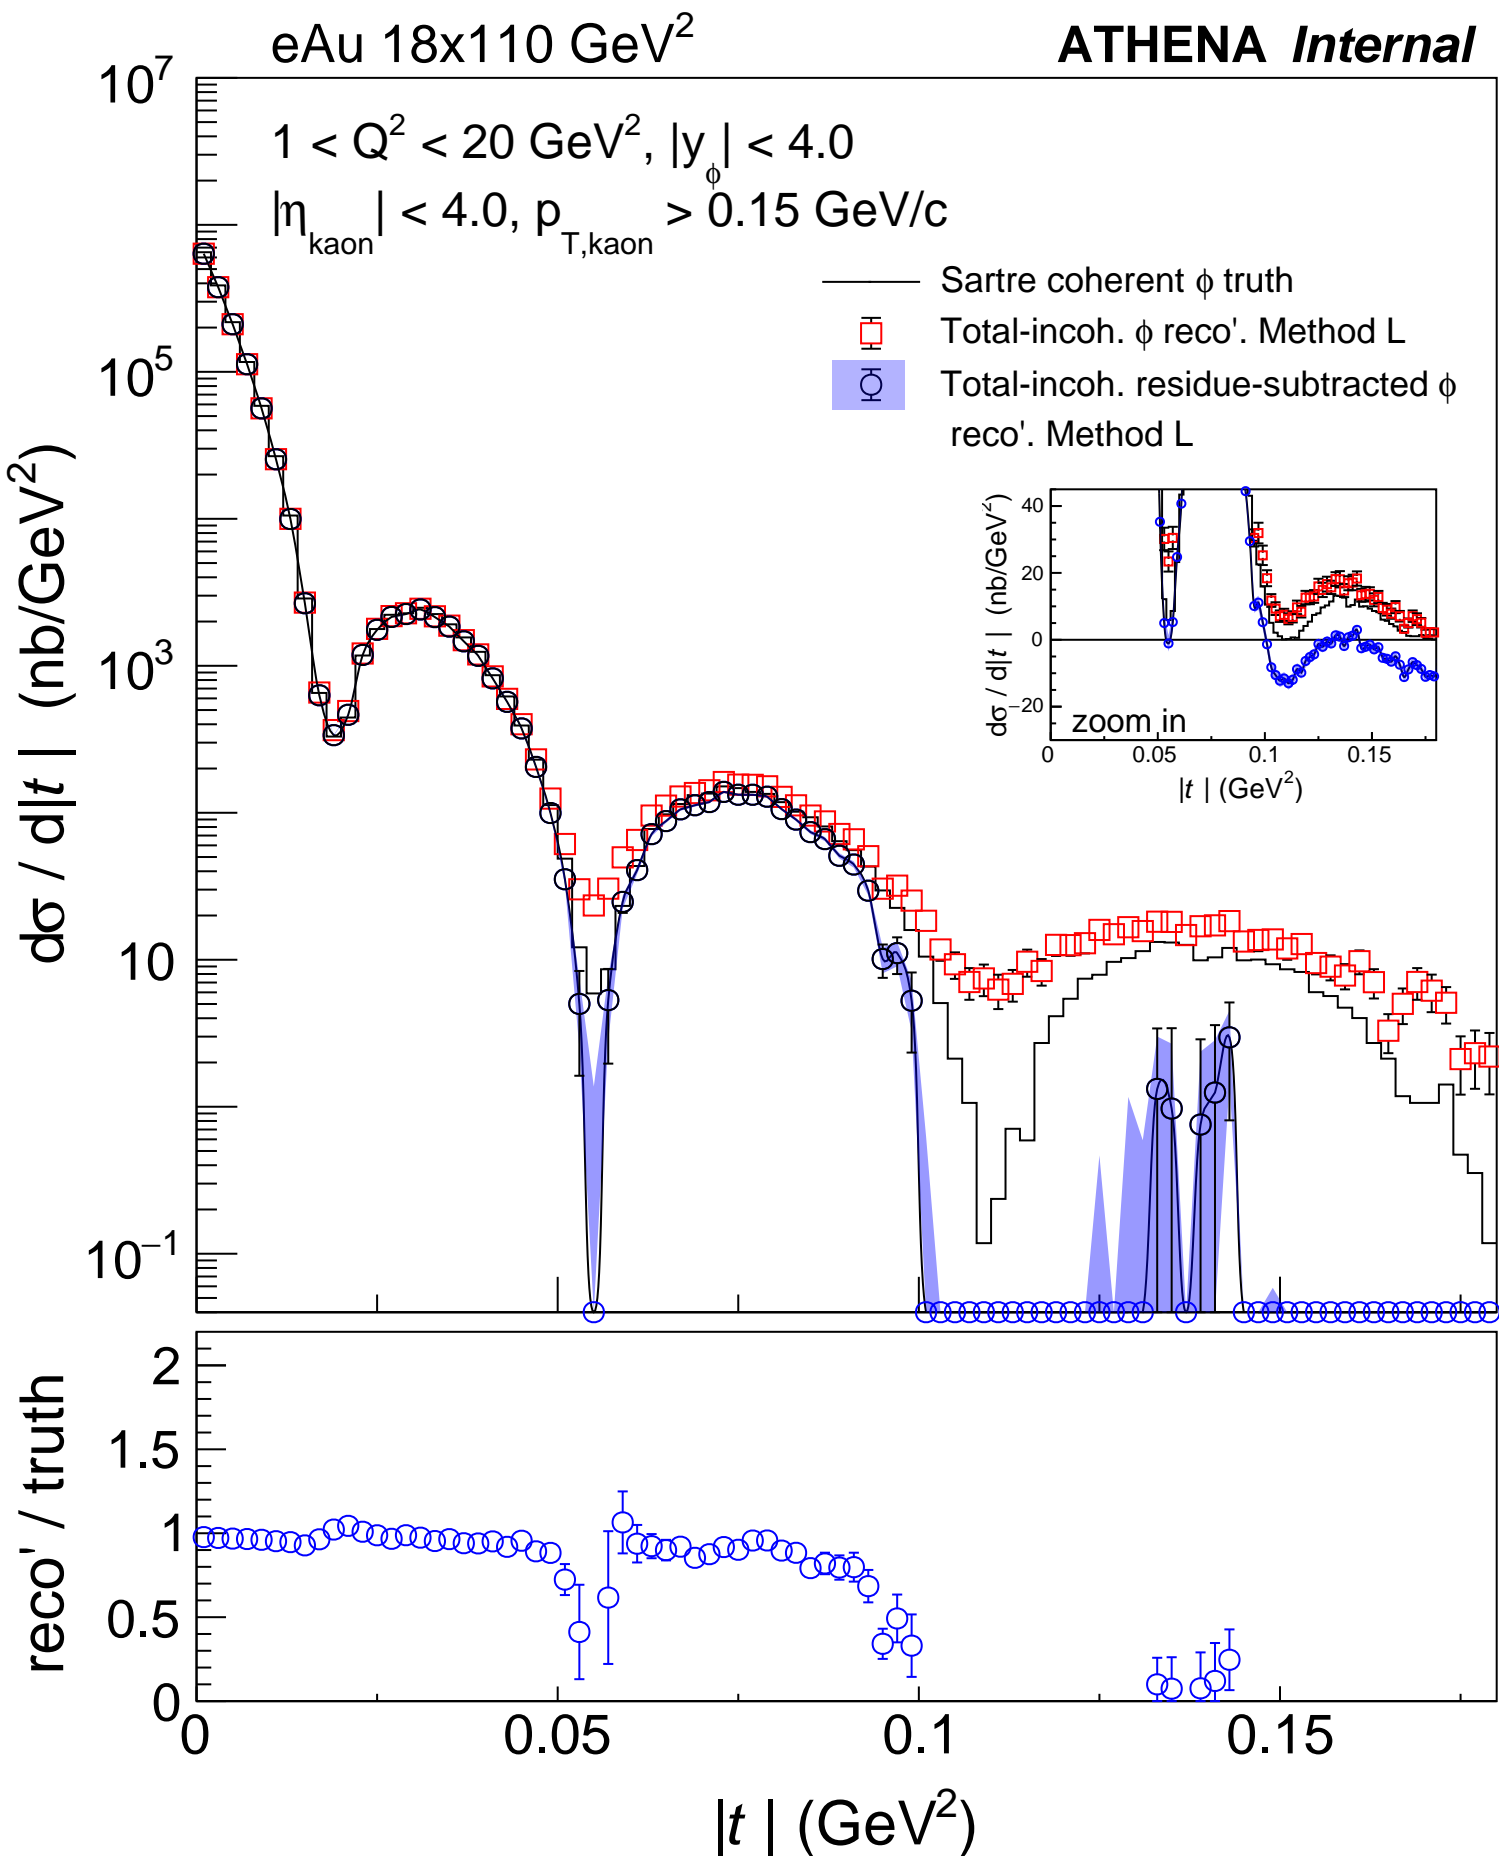 eAu 18x110 GeV²
ATHENA Internal
1 < Q² < 20 GeV², |y_ϕ| < 4.0
|η_kaon| < 4.0, p_T,kaon > 0.15 GeV/c
Sartre coherent ϕ truth
Total-incoh. ϕ reco'. Method L
Total-incoh. residue-subtracted ϕ
reco'. Method L
10⁷
10⁵
10³
10
10⁻¹
dσ / d|t | (nb/GeV²)
40
20
0
−20
dσ / d|t | (nb/GeV²)
zoom in
0 0.05 0.1 0.15
|t | (GeV²)
2
1.5
1
0.5
0
reco' / truth
0 0.05 0.1 0.15
|t | (GeV²)